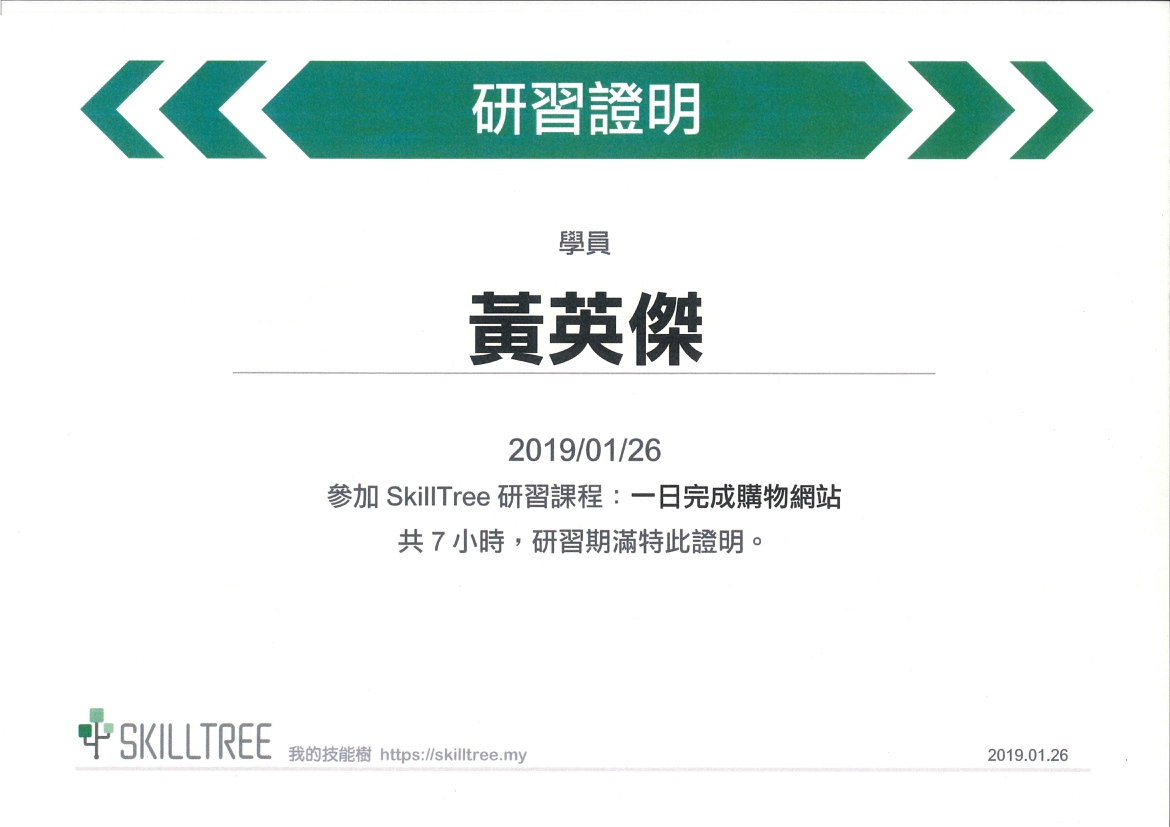 研習證明
學員
黃英傑
2019/01/26
參加 SkillTree 研習課程：一日完成購物網站
共 7 小時，研習期滿特此證明。
SKILLTREE 我的技能樹 https://skilltree.my
2019.01.26